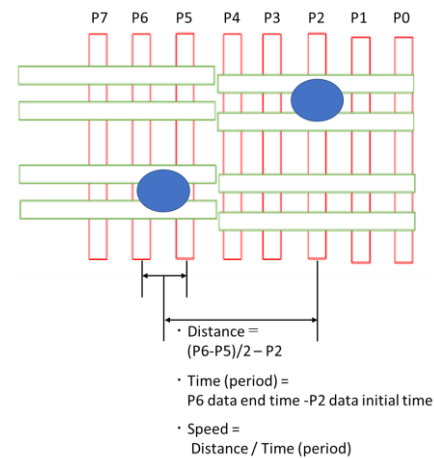 P7 P6 P5 P4 P3 P2 P1 P0
・Distance =
(P6-P5)/2 – P2
・Time (period) =
P6 data end time -P2 data initial time
・Speed =
Distance / Time (period)